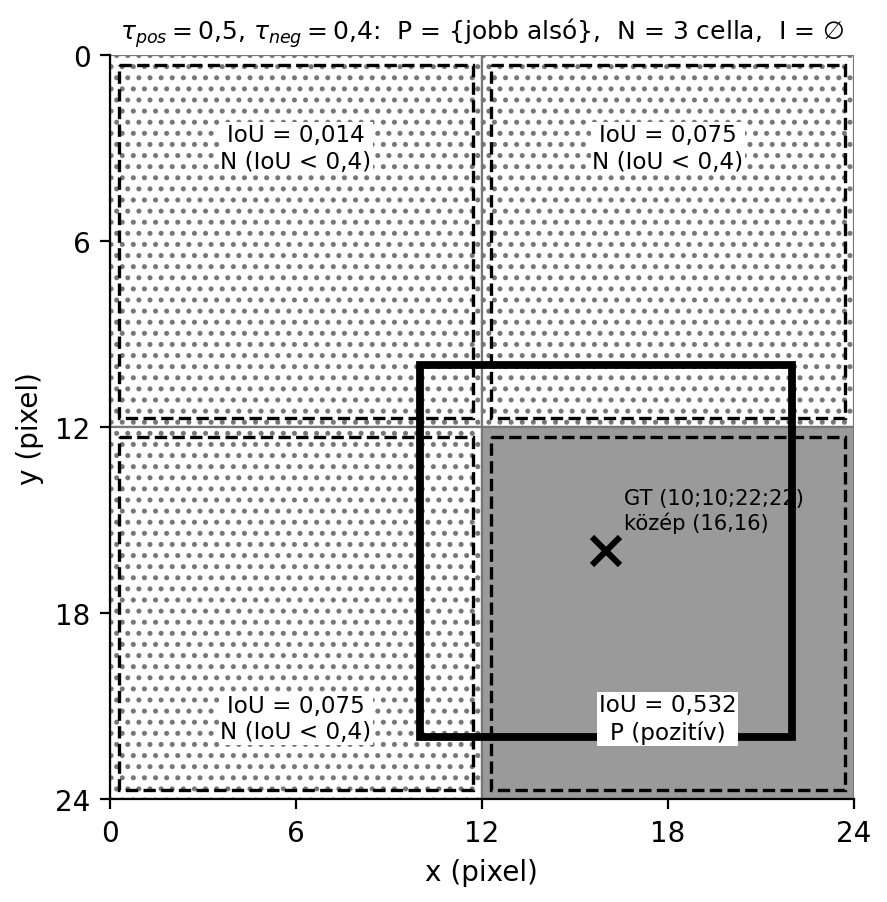 τpos = 0,5, τneg = 0,4: P = {jobb alsó}, N = 3 cella, I = ∅
0
IoU = 0,014
N (IoU < 0,4)
IoU = 0,075
N (IoU < 0,4)
6
y (pixel)
12
GT (10;10;22;22)
közép (16,16)
18
IoU = 0,075
N (IoU < 0,4)
IoU = 0,532
P (pozitív)
24
0 6 12 18 24
x (pixel)